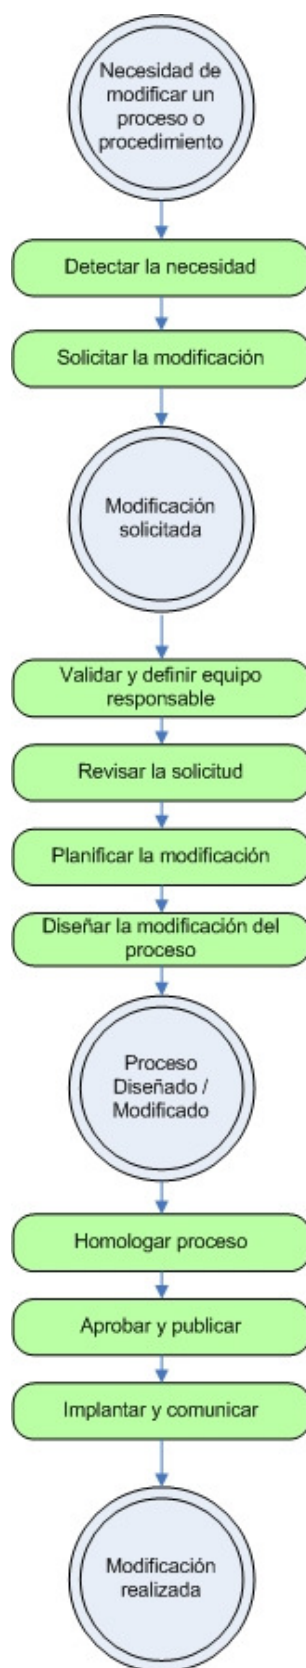 Necesidad de
modificar un
proceso o
procedimiento
Detectar la necesidad
Solicitar la modificación
Modificación
solicitada
Validar y definir equipo
responsable
Revisar la solicitud
Planificar la modificación
Diseñar la modificación del
proceso
Proceso
Diseñado /
Modificado
Homologar proceso
Aprobar y publicar
Implantar y comunicar
Modificación
realizada